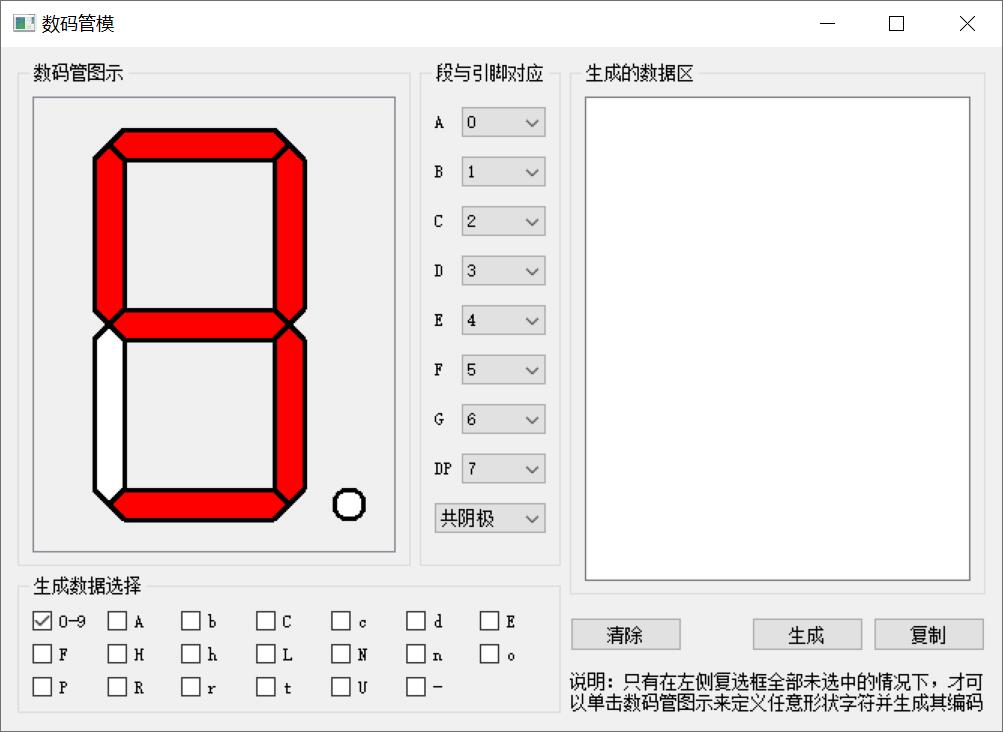 数码管模
数码管图示
段与引脚对应
A 0
B 1
C 2
D 3
E 4
F 5
G 6
DP 7
共阴极
生成的数据区
生成数据选择
0-9 A b C c d E
F H h L N n o
P R r t U -
清除 生成 复制
说明：只有在左侧复选框全部未选中的情况下，才可
以单击数码管图示来定义任意形状字符并生成其编码